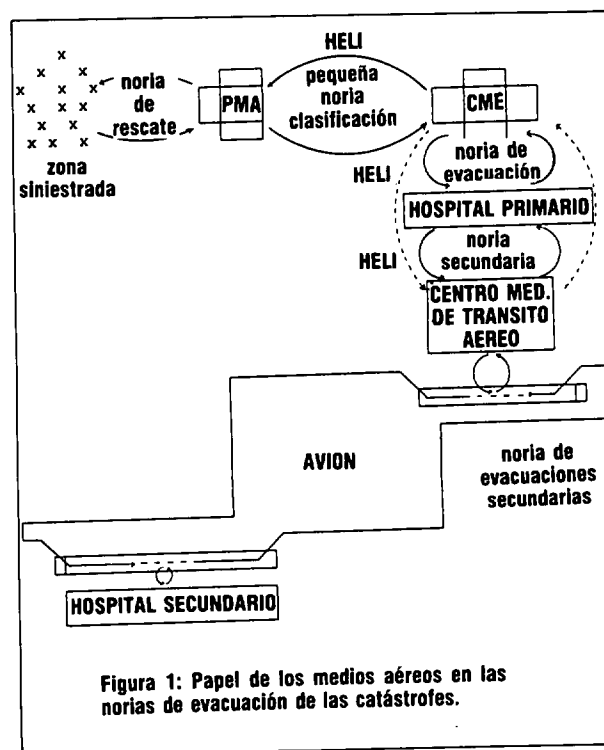 HELI
noria
de
rescate
PMA
pequeña
noria
clasificación
CME
x
x x
x x x x
x x x
x x x
zona
siniestrada
HELI
noria de
evacuación
HOSPITAL PRIMARIO
HELI
noria
secundaria
CENTRO MED.
DE TRANSITO
AEREO
AVION
noria de
evacuaciones
secundarias
HOSPITAL SECUNDARIO
Figura 1: Papel de los medios aéreos en las
norias de evacuación de las catástrofes.